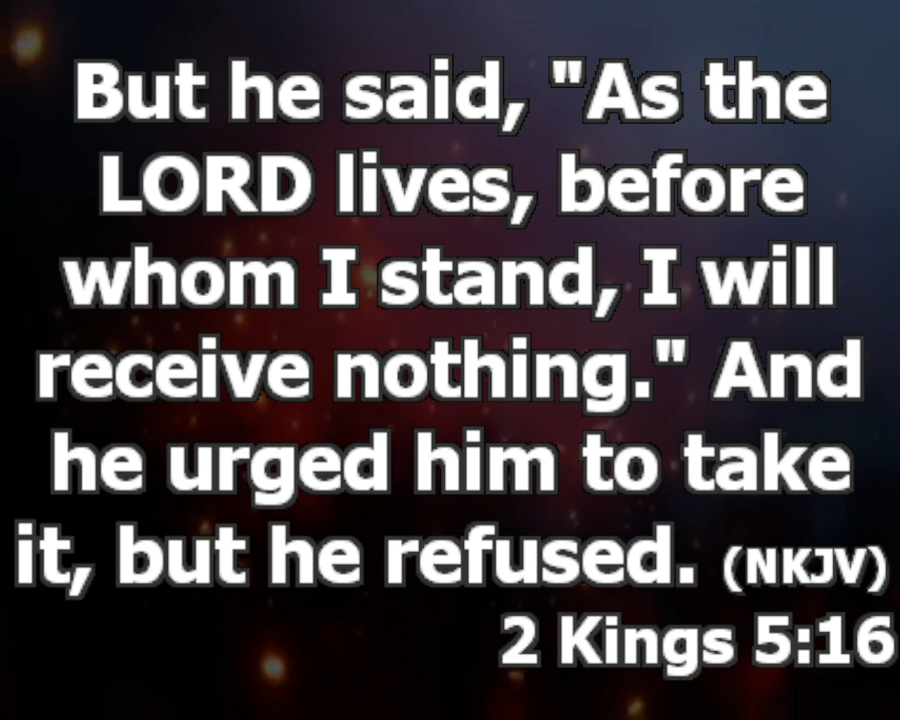 But he said, "As the
LORD lives, before
whom I stand, I will
receive nothing." And
he urged him to take
it, but he refused. (NKJV)
2 Kings 5:16